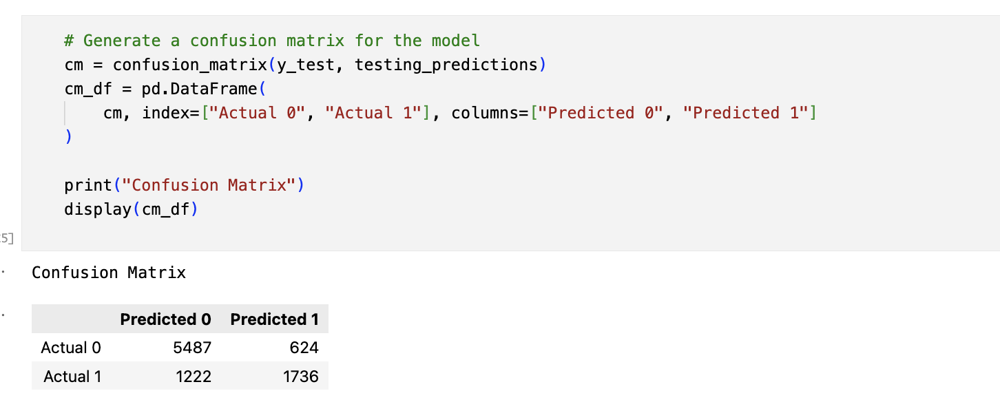 # Generate a confusion matrix for the model
cm = confusion_matrix(y_test, testing_predictions)
cm_df = pd.DataFrame(
    cm, index=["Actual 0", "Actual 1"], columns=["Predicted 0", "Predicted 1"]
)
print("Confusion Matrix")
display(cm_df)
5]
Confusion Matrix
Predicted 0 Predicted 1
Actual 0 5487 624
Actual 1 1222 1736